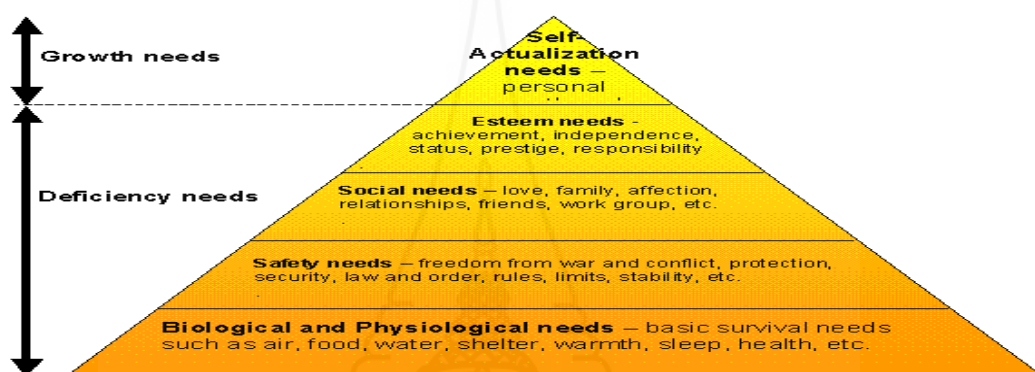 Growth needs
Self-
Actualization
needs –
personal
Esteem needs -
achievement, independence,
status, prestige, responsibility
Deficiency needs
Social needs – love, family, affection,
relationships, friends, work group, etc.
Safety needs – freedom from war and conflict, protection,
security, law and order, rules, limits, stability, etc.
Biological and Physiological needs – basic survival needs
such as air, food, water, shelter, warmth, sleep, health, etc.